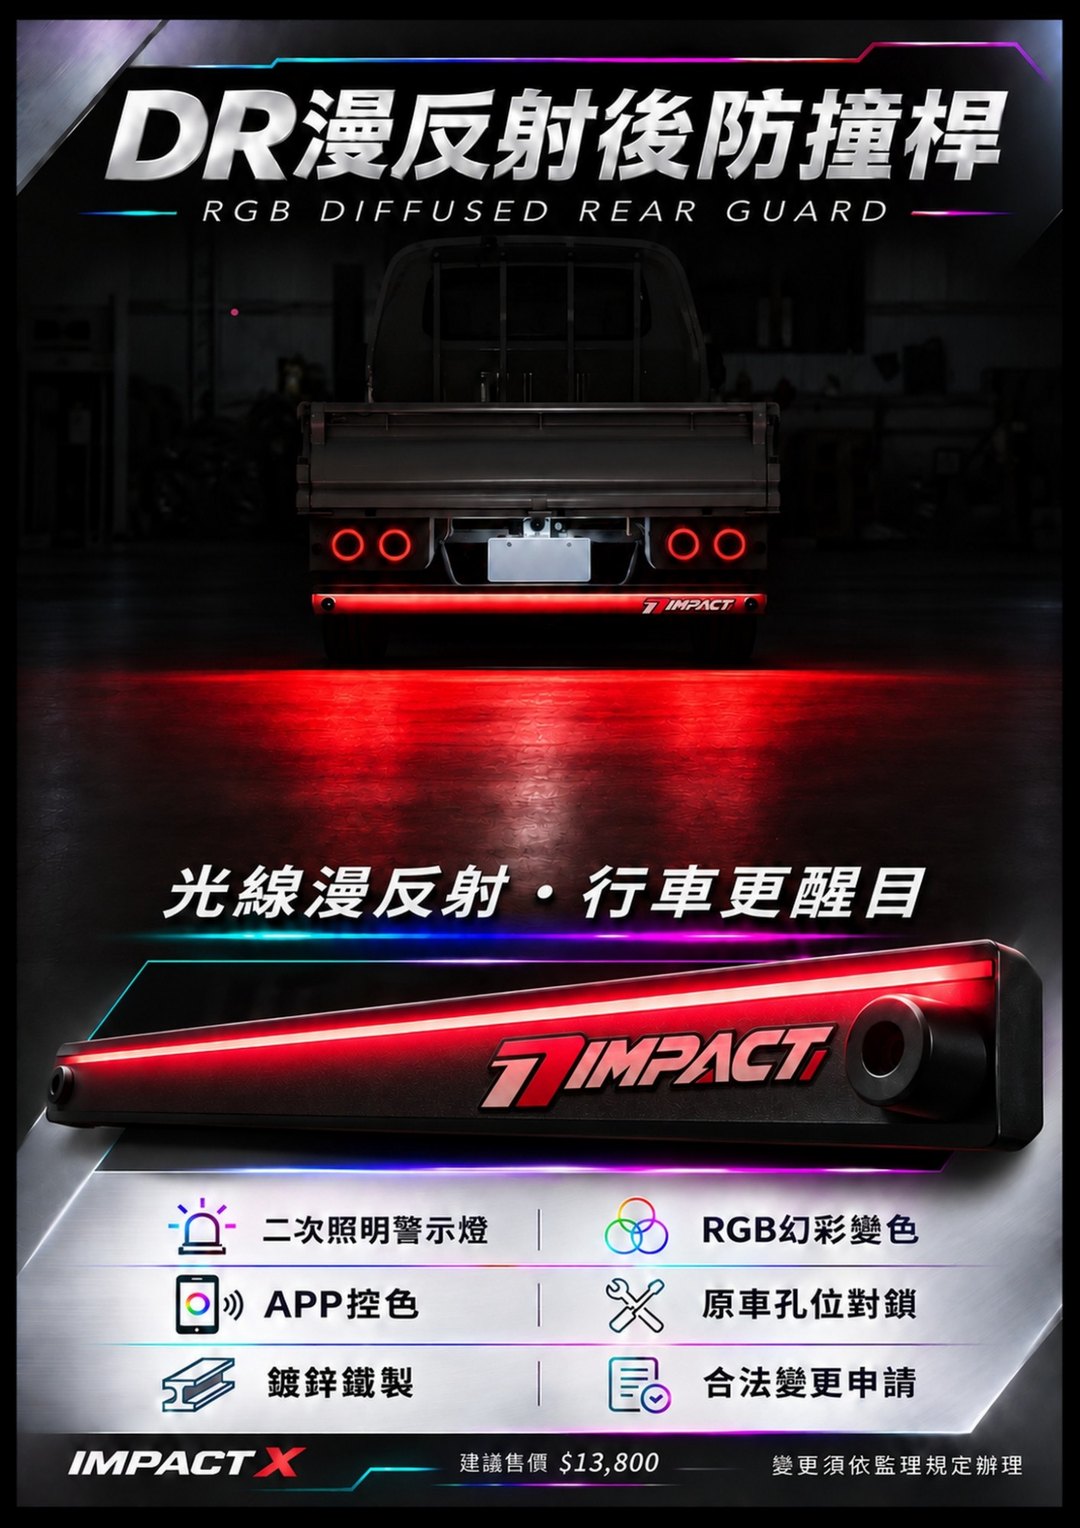 DR漫反射後防撞桿
RGB DIFFUSED REAR GUARD
IMPACT
光線漫反射・行車更醒目
IMPACT
二次照明警示燈
RGB幻彩變色
APP控色
原車孔位對鎖
鍍鋅鐵製
合法變更申請
IMPACT X
建議售價 $13,800
變更須依監理規定辦理